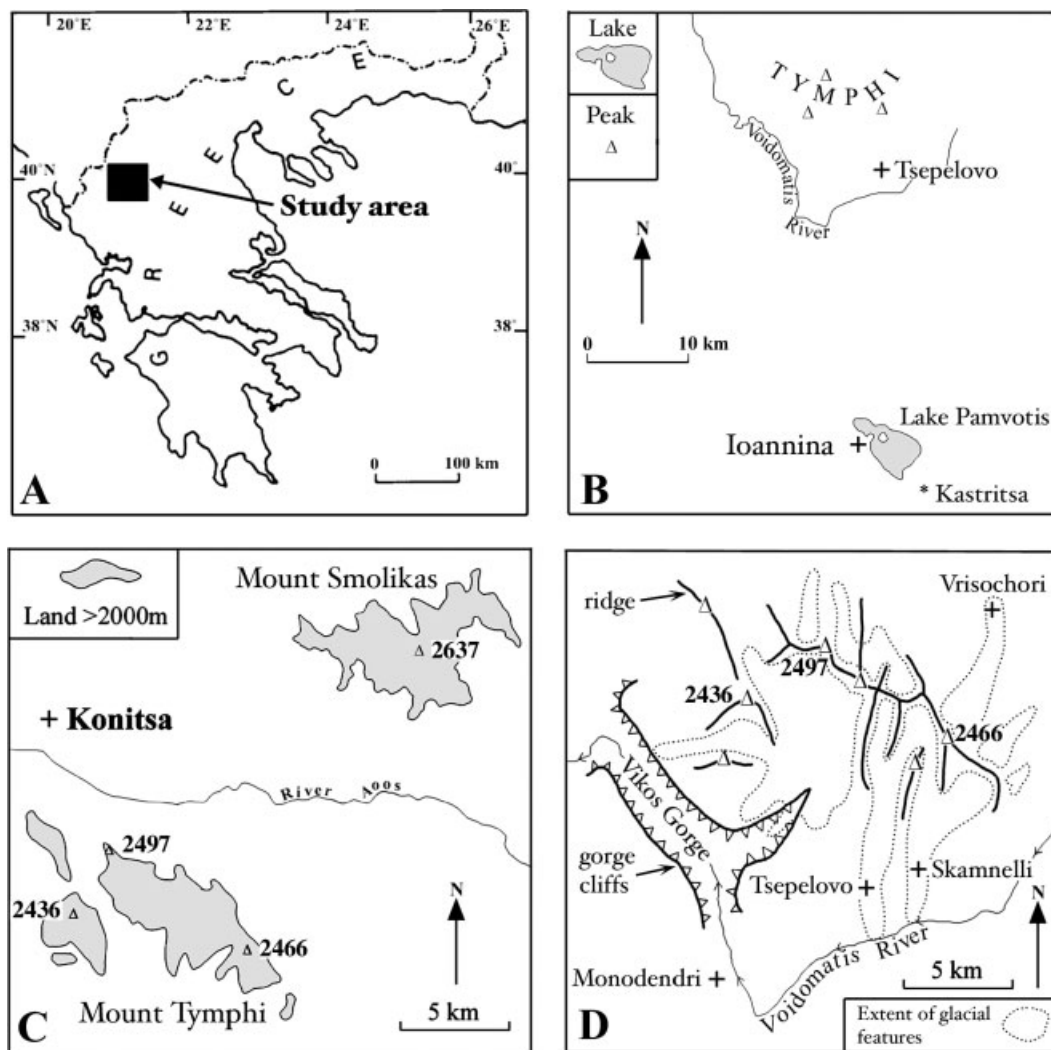 20°E
22°E
24°E
26°E
40°N
40°
38°N
38°
G R E E C E
Study area
0 100 km
A
Lake
Peak
TYMPHI
Voidomatis
River
Tsepelovo
N
0 10 km
Lake Pamvotis
Ioannina
* Kastritsa
B
Land >2000m
Mount Smolikas
2637
+ Konitsa
River Aoos
2497
2436
2466
Mount Tymphi
N
5 km
C
ridge
Vrisochori
2497
2436
2466
Vikos Gorge
gorge
cliffs
Tsepelovo
Skamnelli
Monodendri
Voidomatis River
N
5 km
Extent of glacial
features
D